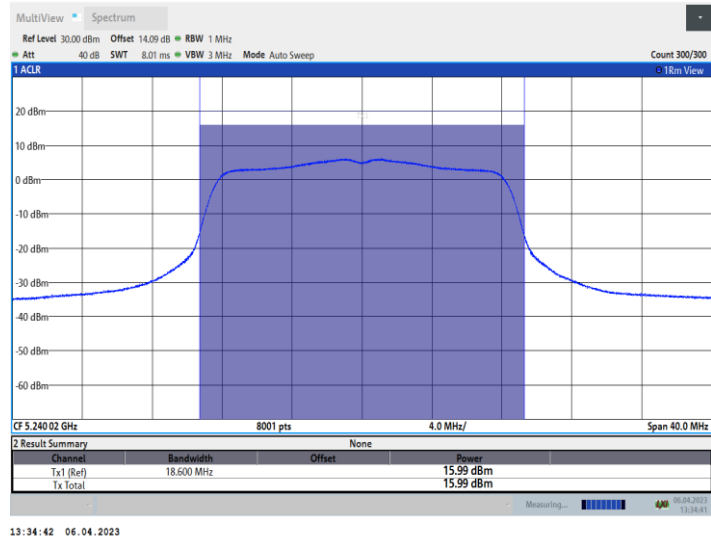 MultiView Spectrum
Ref Level 30.00 dBm Offset 14.09 dB RBW 1 MHz
Att 40 dB SWT 8.01 ms VBW 3 MHz Mode Auto Sweep Count 300/300
1 ACLR 1Rm View
20 dBm
10 dBm
0 dBm
-10 dBm
-20 dBm
-30 dBm
-40 dBm
-50 dBm
-60 dBm
CF 5.240 02 GHz 8001 pts 4.0 MHz/ Span 40.0 MHz
2 Result Summary None
Channel Bandwidth Offset Power
Tx1 (Ref) 18.600 MHz 15.99 dBm
Tx Total 15.99 dBm
Measuring... 06.04.2023
13:34:41
13:34:42 06.04.2023